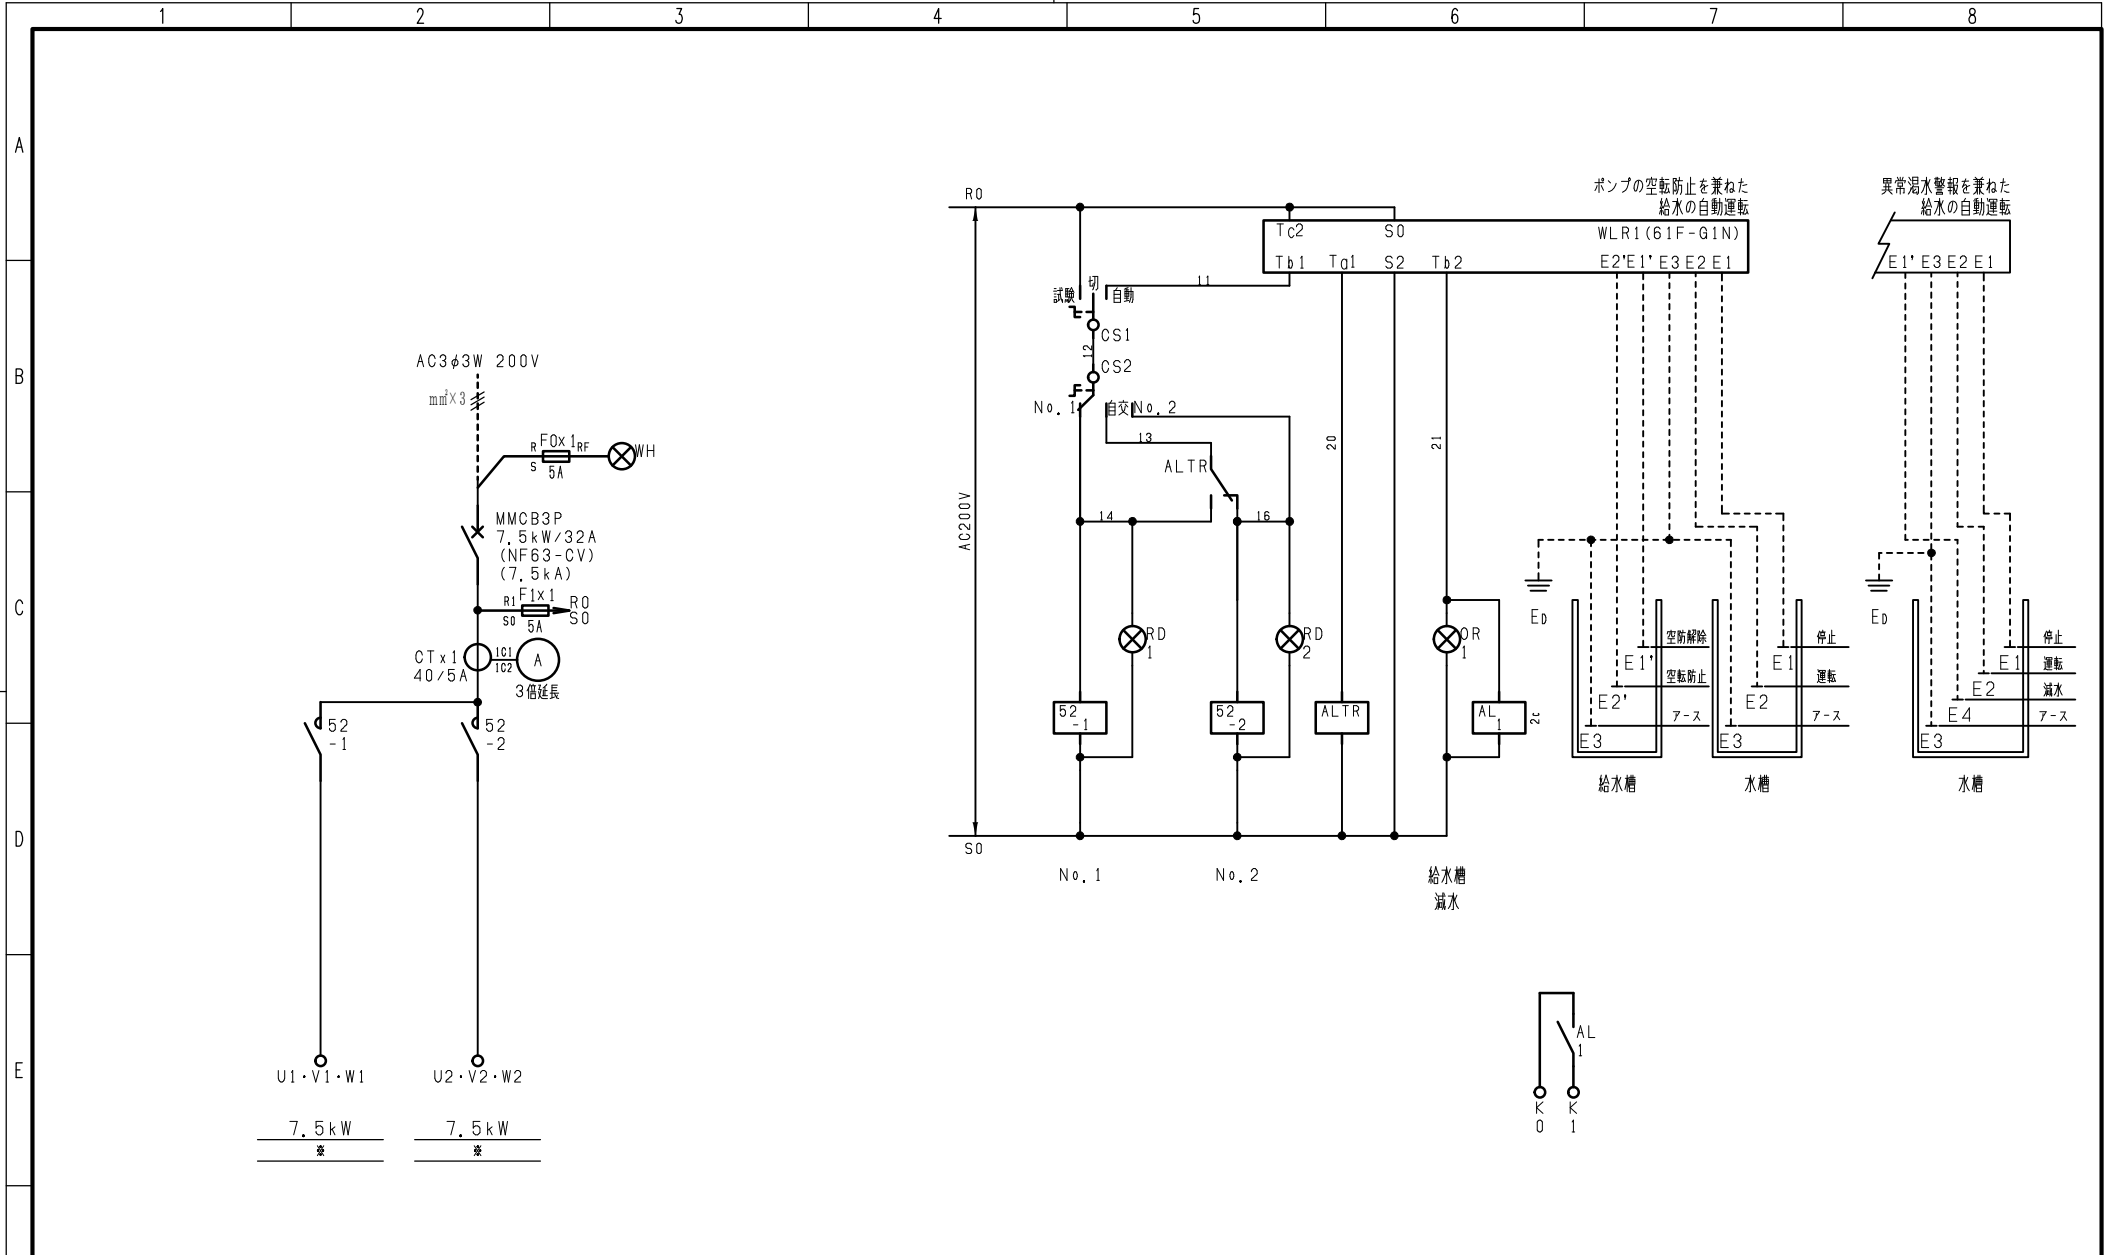 1 2 3 4 5 6 7 8
A
B
C
D
E
AC3φ3W 200V
mm²×3
R F0x1 RF
S 5A
WH
MMCB3P
7.5kW/32A
(NF63-CV)
(7.5kA)
R1 F1x1 R0
S0 5A S0
CTx1
40/5A
1C1
1C2
A
3倍延長
52
-1
52
-2
U1・V1・W1
U2・V2・W2
7.5kW
※
7.5kW
※
R0
AC200V
S0
試験 切 自動
11
CS1
12
CS2
No.1 自交 No.2
13
ALTR
14
16
20
21
RD
1
RD
2
OR
1
52
-1
52
-2
ALTR
AL
1
2c
No.1
No.2
給水槽
減水
ポンプの空転防止を兼ねた
給水の自動運転
Tc2 S0 WLR1(61F-G1N)
Tb1 Ta1 S2 Tb2 E2' E1' E3 E2 E1
ED
空防解除
E1'
空転防止
E2'
アース
E3
給水槽
停止
E1
運転
E2
アース
E3
水槽
異常渇水警報を兼ねた
給水の自動運転
E1' E3 E2 E1
ED
停止
E1
運転
E2
減水
E4
アース
E3
水槽
AL
1
K
0
K
1